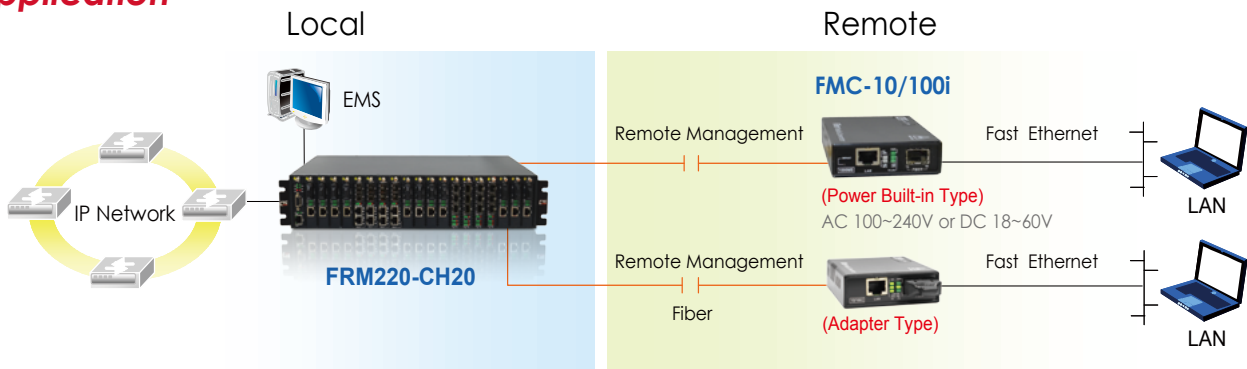 Application
Local
Remote
EMS
IP Network
FRM220-CH20
FMC-10/100i
Remote Management
Fast Ethernet
(Power Built-in Type)
AC 100~240V or DC 18~60V
LAN
Remote Management
Fiber
Fast Ethernet
(Adapter Type)
LAN